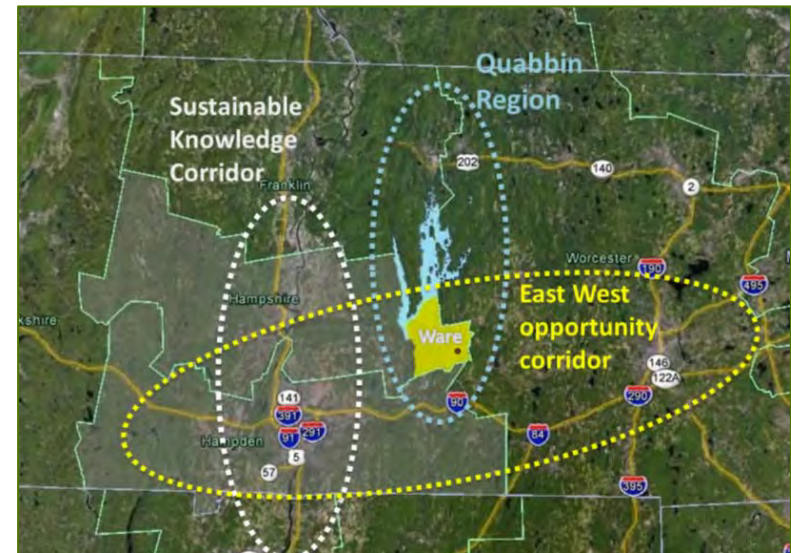 Quabbin
Region
Sustainable
Knowledge
Corridor
Franklin
202
140
2
Worcester
190
495
Hampshire
East West
opportunity
corridor
kshire
Ware
146
122A
141
391
90
290
Hampden
91
291
84
5
57
395